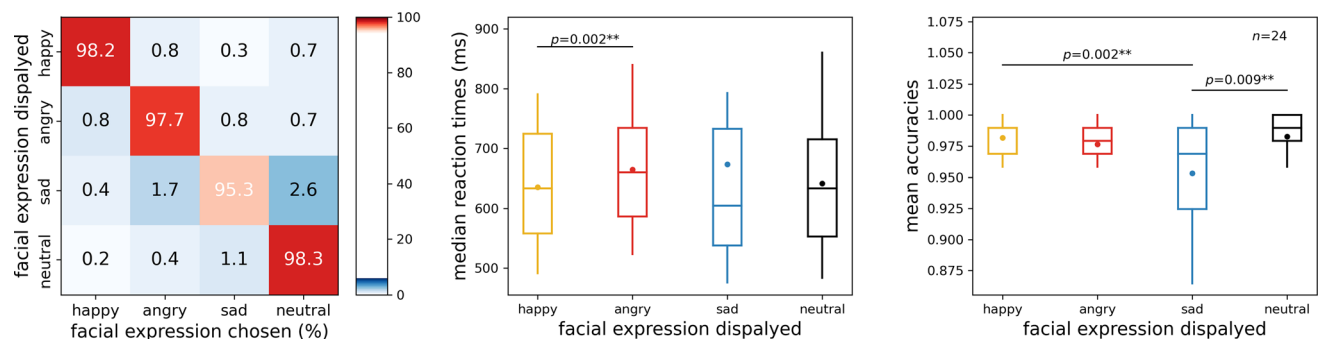 facial expression dispalyed
happy
angry
sad
neutral
98.2 0.8 0.3 0.7
0.8 97.7 0.8 0.7
0.4 1.7 95.3 2.6
0.2 0.4 1.1 98.3
happy angry sad neutral
facial expression chosen (%)
100
80
60
40
20
0
median reaction times (ms)
900
800
700
600
500
p=0.002**
happy angry sad neutral
facial expression dispalyed
mean accuracies
1.075
1.050
1.025
1.000
0.975
0.950
0.925
0.900
0.875
n=24
p=0.002**
p=0.009**
happy angry sad neutral
facial expression dispalyed